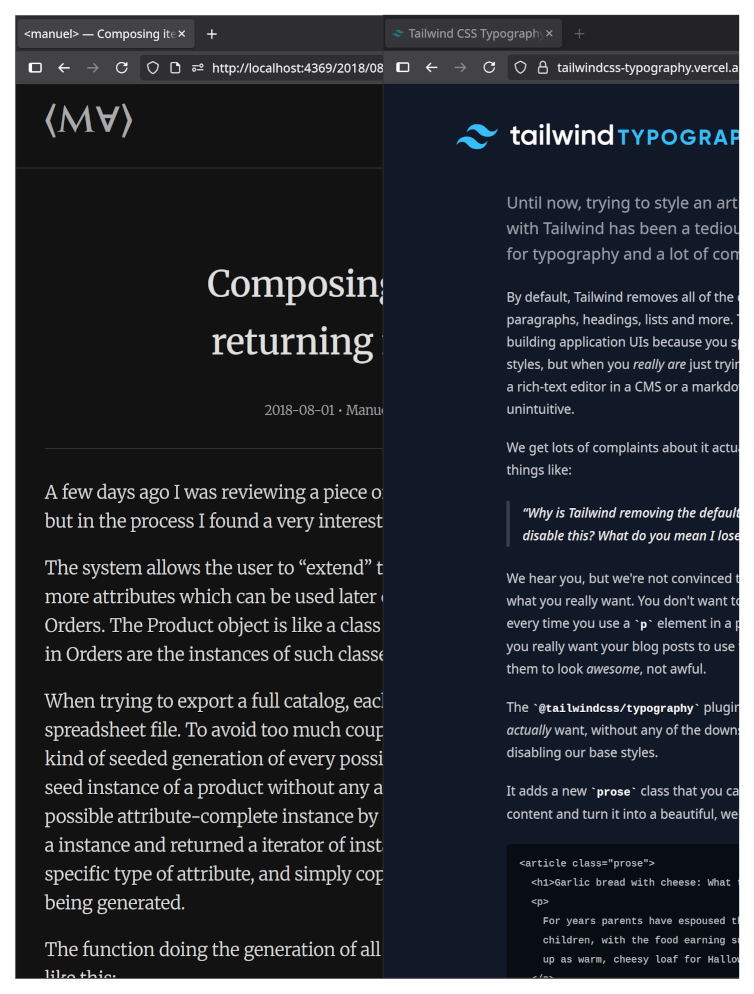 <manuel> — Composing ite
http://localhost:4369/2018/08
⟨M∀⟩
Composing
returning
2018-08-01 • Manue
A few days ago I was reviewing a piece o
but in the process I found a very interest
The system allows the user to “extend” t
more attributes which can be used later
Orders. The Product object is like a class
in Orders are the instances of such classe
When trying to export a full catalog, eac
spreadsheet file. To avoid too much coup
kind of seeded generation of every possi
seed instance of a product without any a
possible attribute-complete instance by
a instance and returned a iterator of inst
specific type of attribute, and simply cop
being generated.
The function doing the generation of all
like this:
Tailwind CSS Typography
tailwindcss-typography.vercel.a
tailwind TYPOGRAP
Until now, trying to style an art
with Tailwind has been a tediou
for typography and a lot of com
By default, Tailwind removes all of the
paragraphs, headings, lists and more. T
building application UIs because you sp
styles, but when you really are just tryin
a rich-text editor in a CMS or a markdow
unintuitive.
We get lots of complaints about it actua
things like:
“Why is Tailwind removing the default
disable this? What do you mean I lose
We hear you, but we're not convinced t
what you really want. You don't want to
every time you use a `p` element in a p
you really want your blog posts to use
them to look awesome, not awful.
The `@tailwindcss/typography` plugin
actually want, without any of the downs
disabling our base styles.
It adds a new `prose` class that you ca
content and turn it into a beautiful, we
<article class="prose">
<h1>Garlic bread with cheese: What t
<p>
For years parents have espoused th
children, with the food earning su
up as warm, cheesy loaf for Hallow
</p>